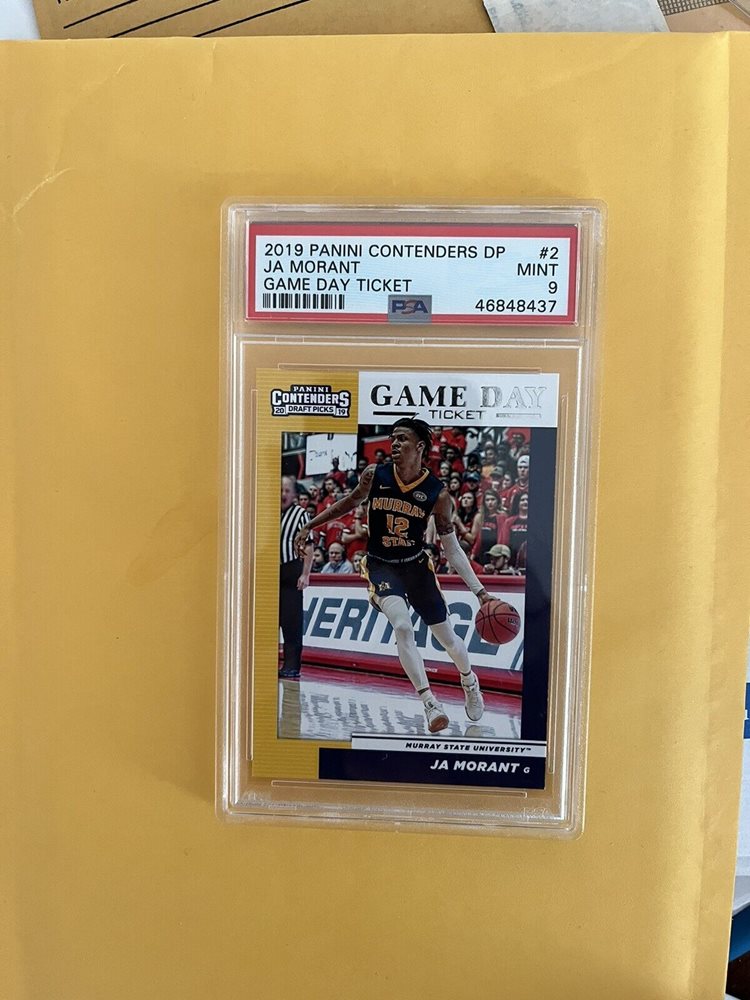 2019 PANINI CONTENDERS DP #2
JA MORANT MINT
GAME DAY TICKET 9
PSA 46848437
PANINI
CONTENDERS
DRAFT PICKS
20 19
GAME DAY
TICKET
MURRAY
12
STATE
HERITAGE
MURRAY STATE UNIVERSITY™
JA MORANT G